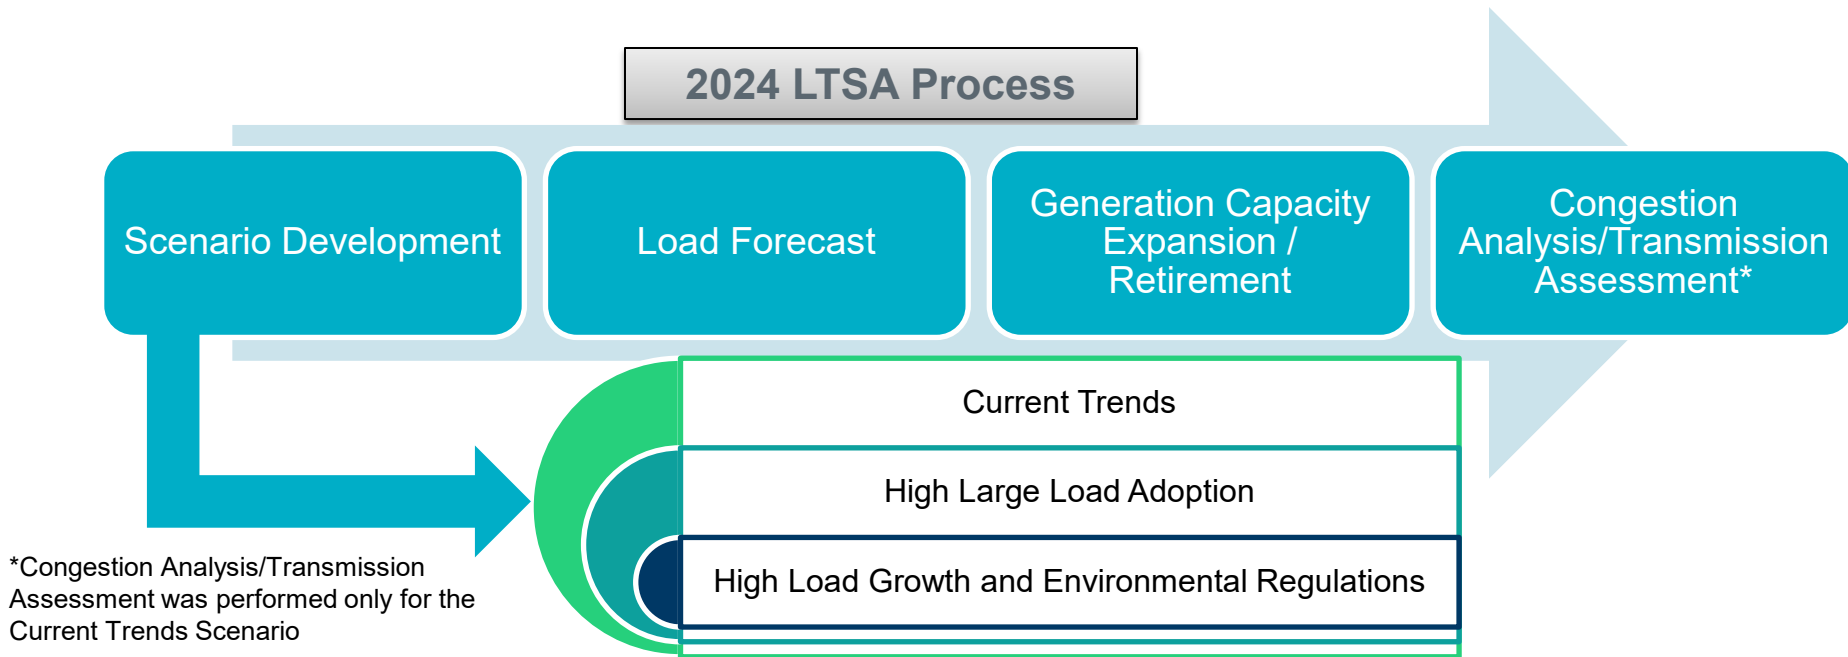 2024 LTSA Process
Scenario Development
Load Forecast
Generation Capacity
Expansion /
Retirement
Congestion
Analysis/Transmission
Assessment*
Current Trends
High Large Load Adoption
High Load Growth and Environmental Regulations
*Congestion Analysis/Transmission
Assessment was performed only for the
Current Trends Scenario